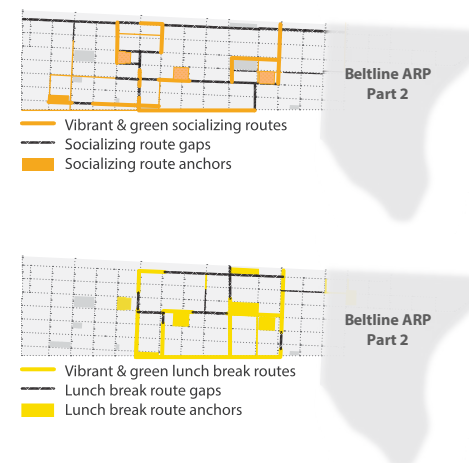 Beltline ARP
Part 2
Vibrant & green socializing routes
Socializing route gaps
Socializing route anchors
Beltline ARP
Part 2
Vibrant & green lunch break routes
Lunch break route gaps
Lunch break route anchors